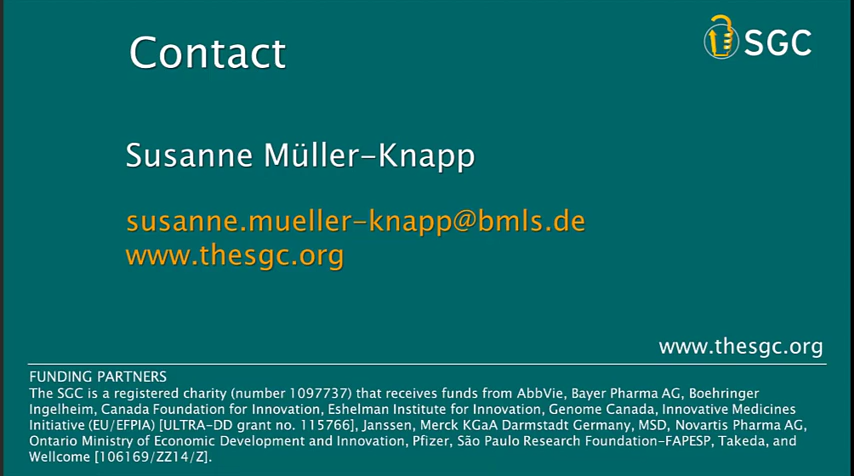 Contact
SGC
Susanne Müller-Knapp
susanne.mueller-knapp@bmls.de
www.thesgc.org
www.thesgc.org
FUNDING PARTNERS
The SGC is a registered charity (number 1097737) that receives funds from AbbVie, Bayer Pharma AG, Boehringer
Ingelheim, Canada Foundation for Innovation, Eshelman Institute for Innovation, Genome Canada, Innovative Medicines
Initiative (EU/EFPIA) [ULTRA-DD grant no. 115766], Janssen, Merck KGaA Darmstadt Germany, MSD, Novartis Pharma AG,
Ontario Ministry of Economic Development and Innovation, Pfizer, São Paulo Research Foundation-FAPESP, Takeda, and
Wellcome [106169/ZZ14/Z].